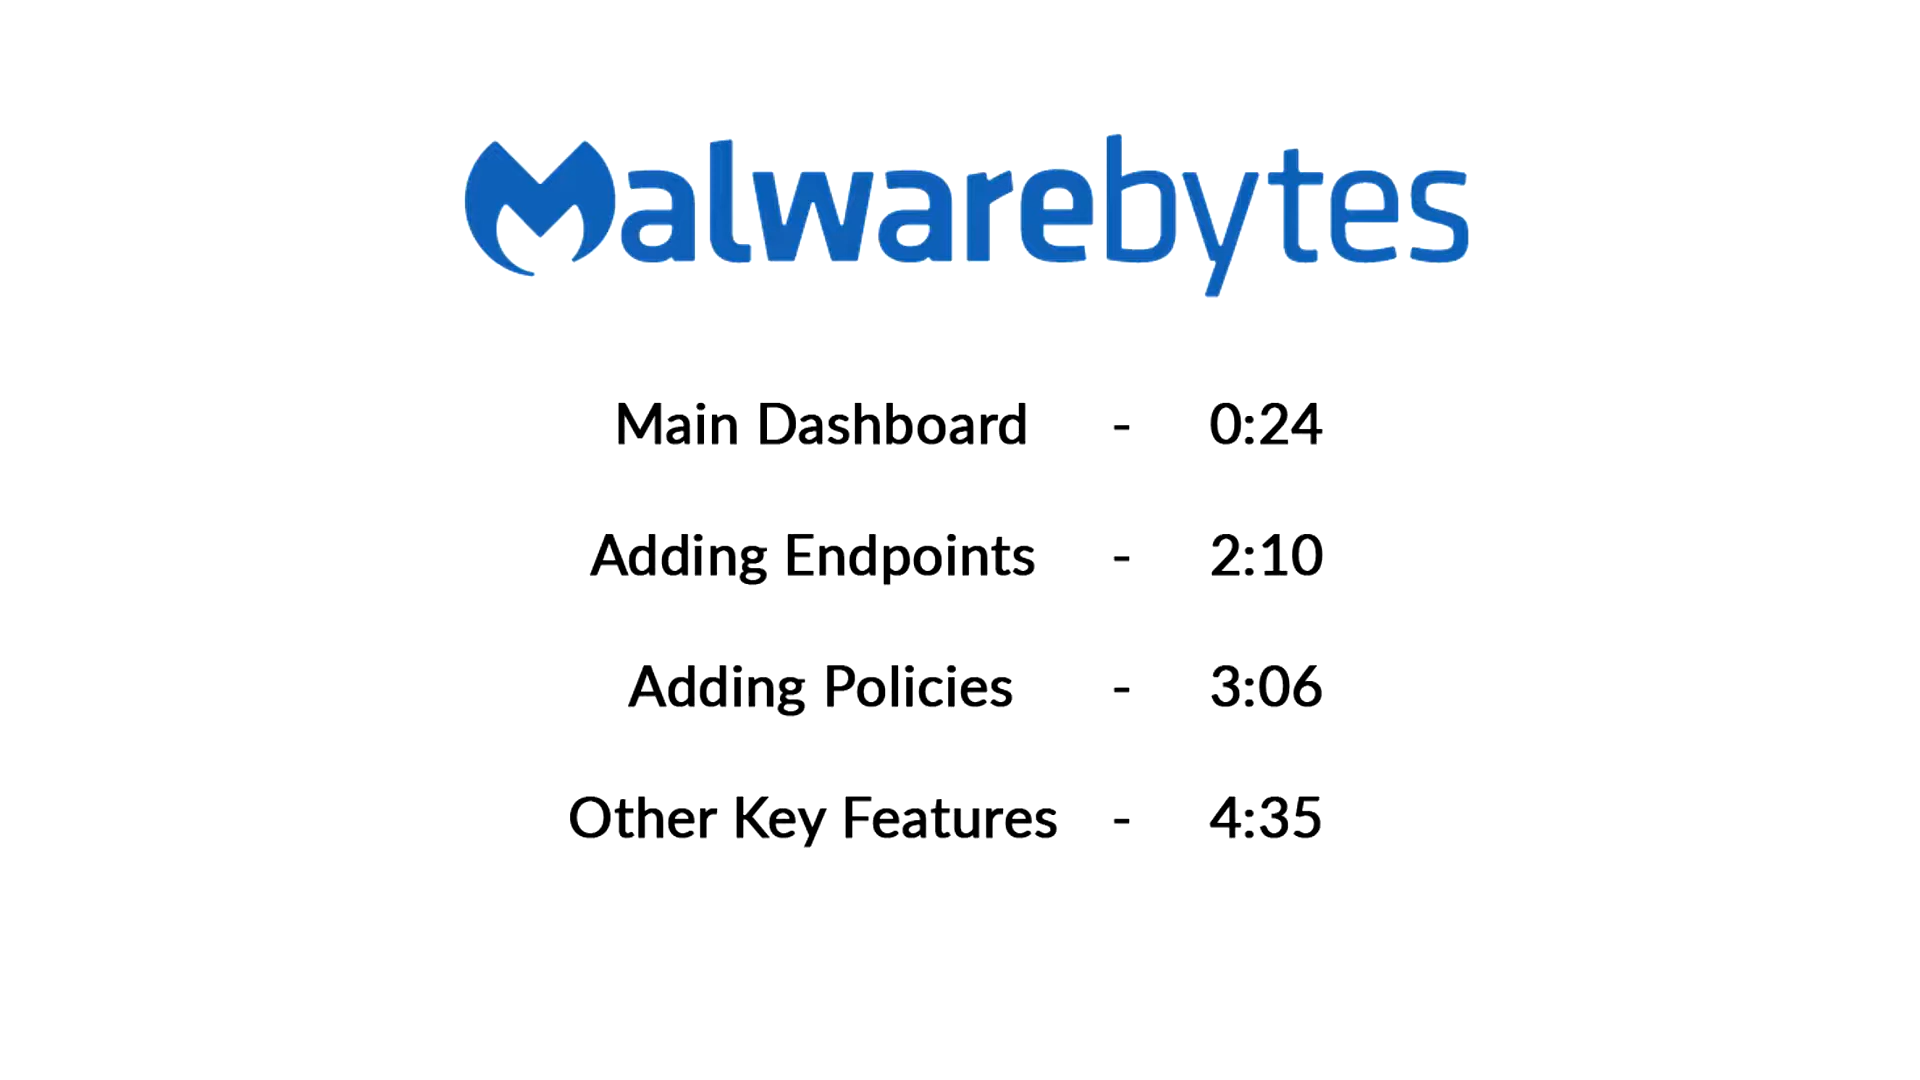 Malwarebytes
Main Dashboard - 0:24
Adding Endpoints - 2:10
Adding Policies - 3:06
Other Key Features - 4:35